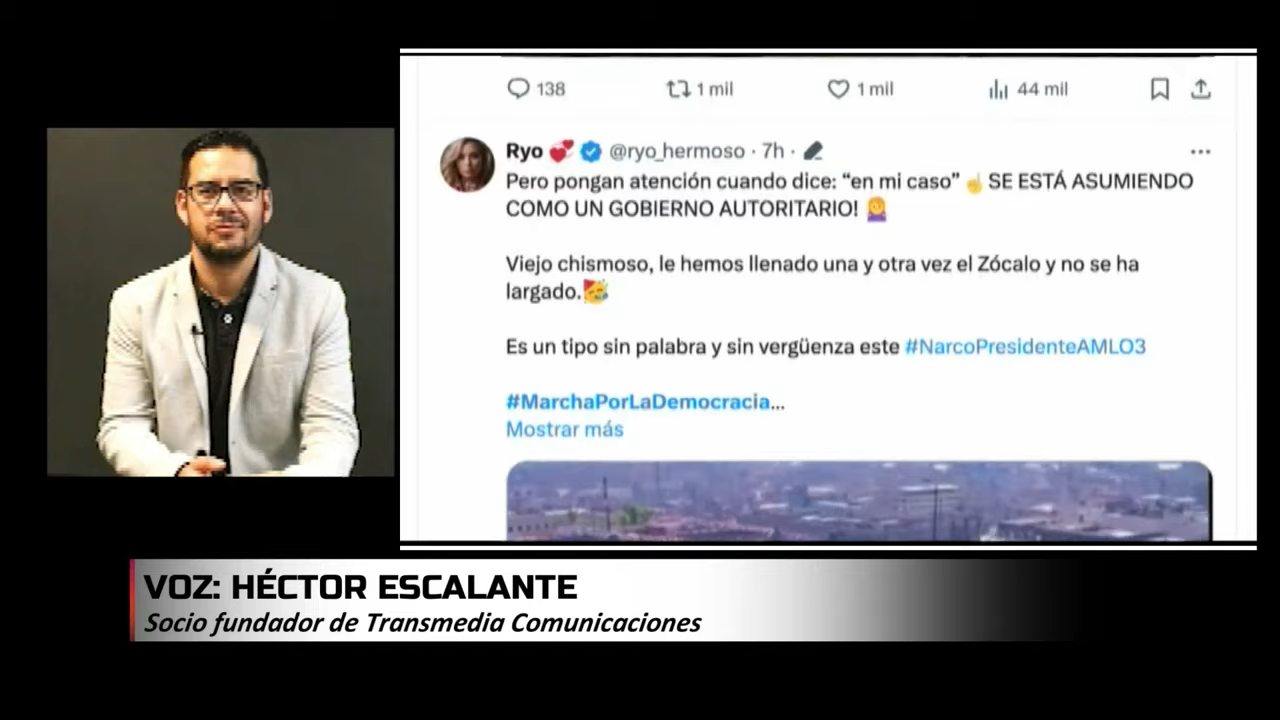 138 1 mil 1 mil 44 mil
Ryo 💞 @ryo_hermoso · 7h ·
Pero pongan atención cuando dice: “en mi caso” ☝️ SE ESTÁ ASUMIENDO
COMO UN GOBIERNO AUTORITARIO! 🤦‍♀️
Viejo chismoso, le hemos llenado una y otra vez el Zócalo y no se ha
largado.🥳
Es un tipo sin palabra y sin vergüenza este #NarcoPresidenteAMLO3
#MarchaPorLaDemocracia...
Mostrar más
VOZ: HÉCTOR ESCALANTE
Socio fundador de Transmedia Comunicaciones